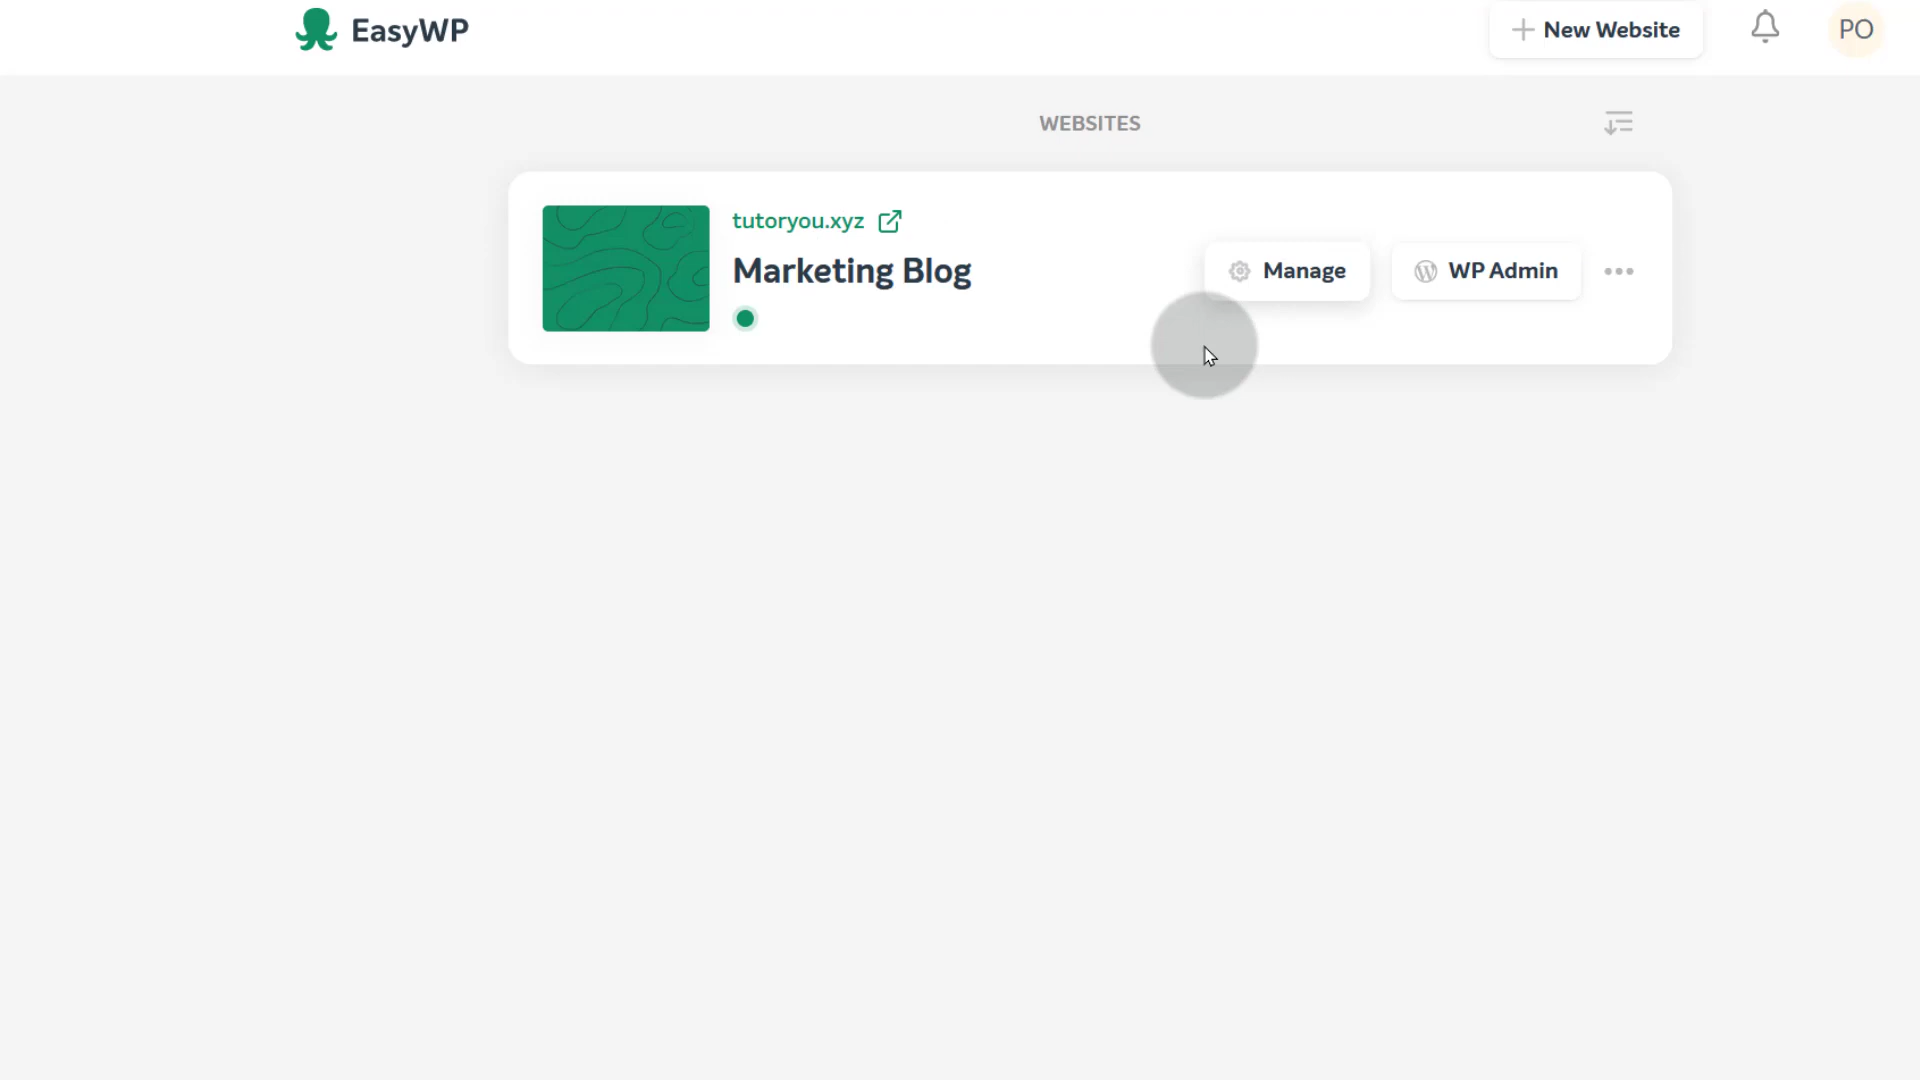 EasyWP
New Website
PO
WEBSITES
tutoryou.xyz
Marketing Blog
Manage
WP Admin